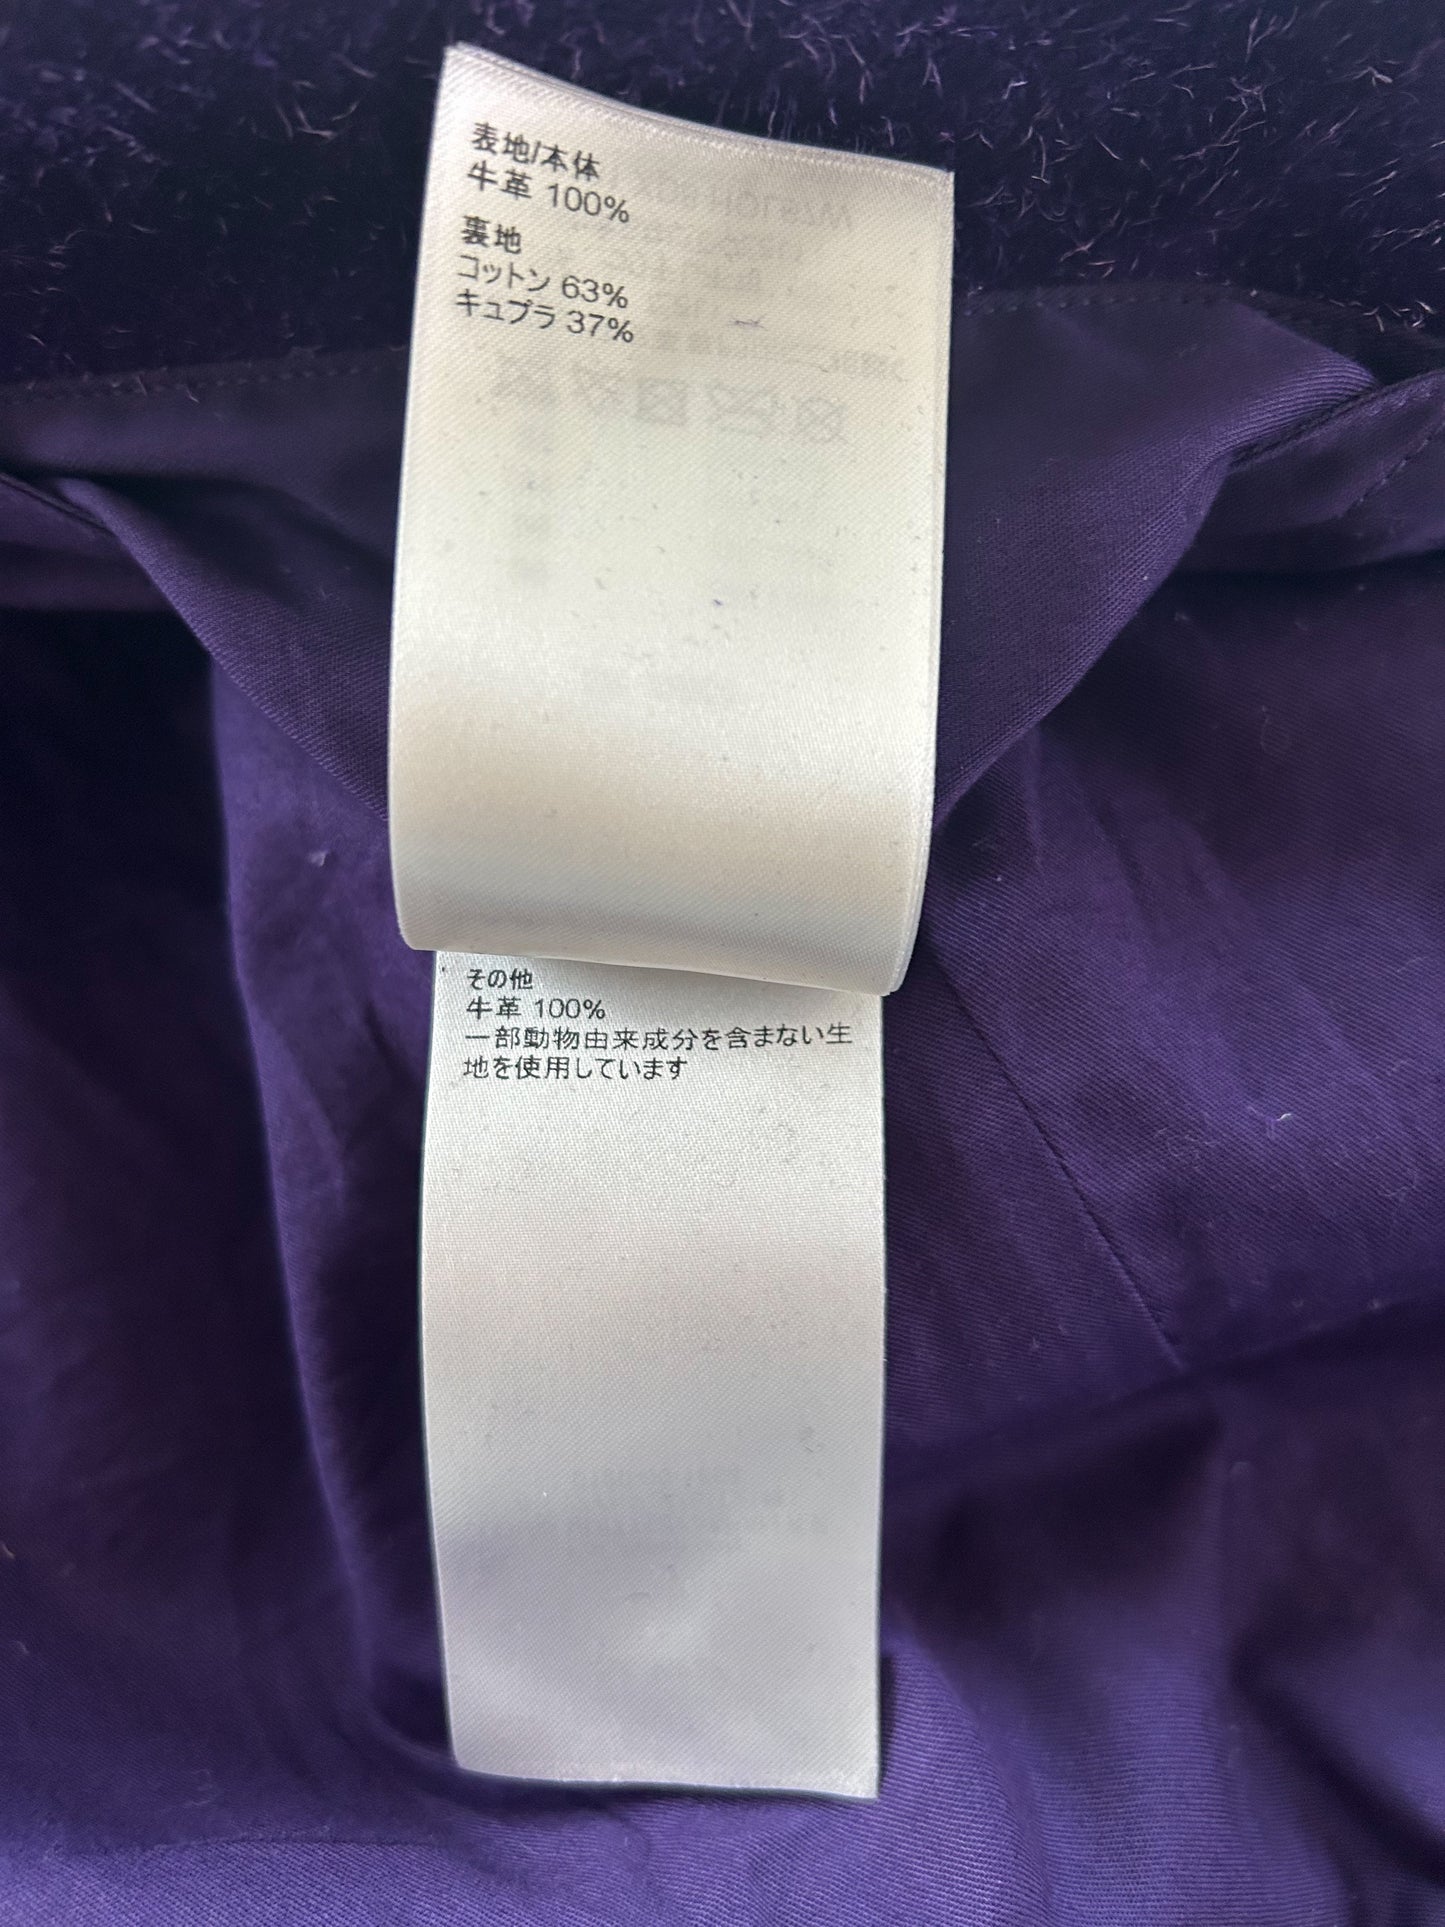 表地/本体
牛革 100%
裏地
コットン 63%
キュプラ 37%
その他
牛革 100%
一部動物由来成分を含まない生
地を使用しています